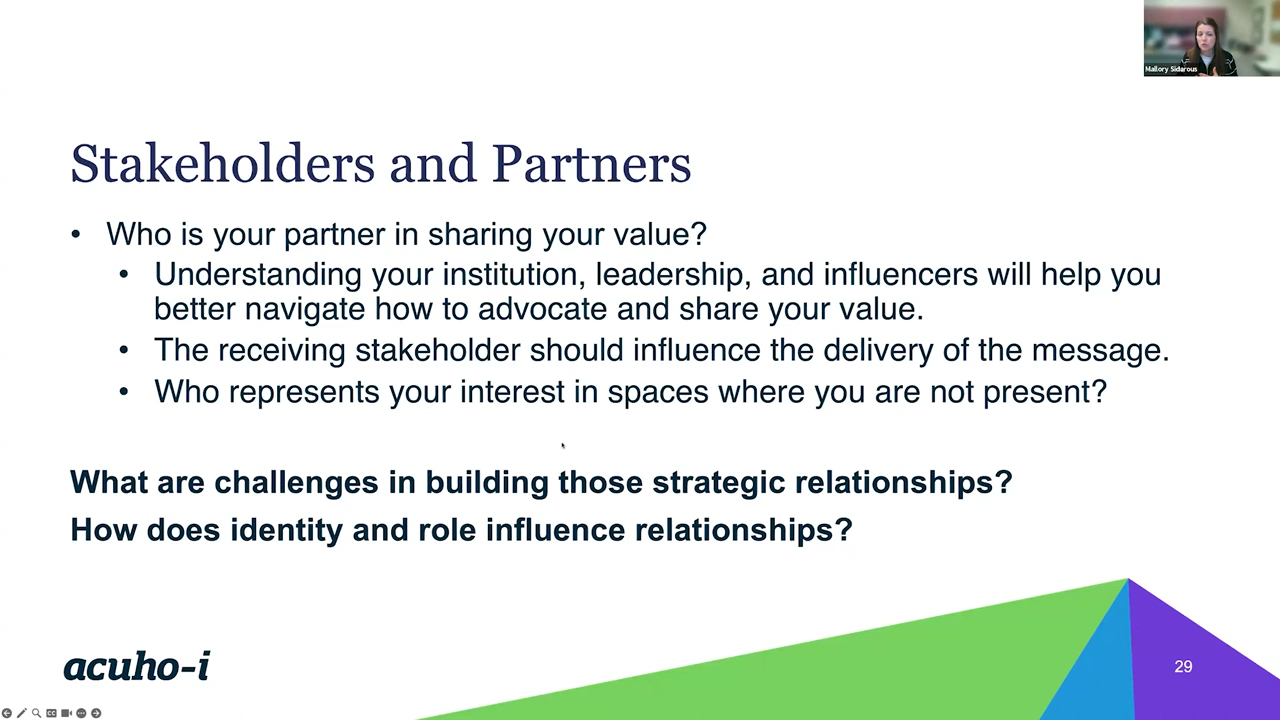 Mallory Sidarous
Stakeholders and Partners
• Who is your partner in sharing your value?
• Understanding your institution, leadership, and influencers will help you
better navigate how to advocate and share your value.
• The receiving stakeholder should influence the delivery of the message.
• Who represents your interest in spaces where you are not present?
What are challenges in building those strategic relationships?
How does identity and role influence relationships?
acuho-i
29